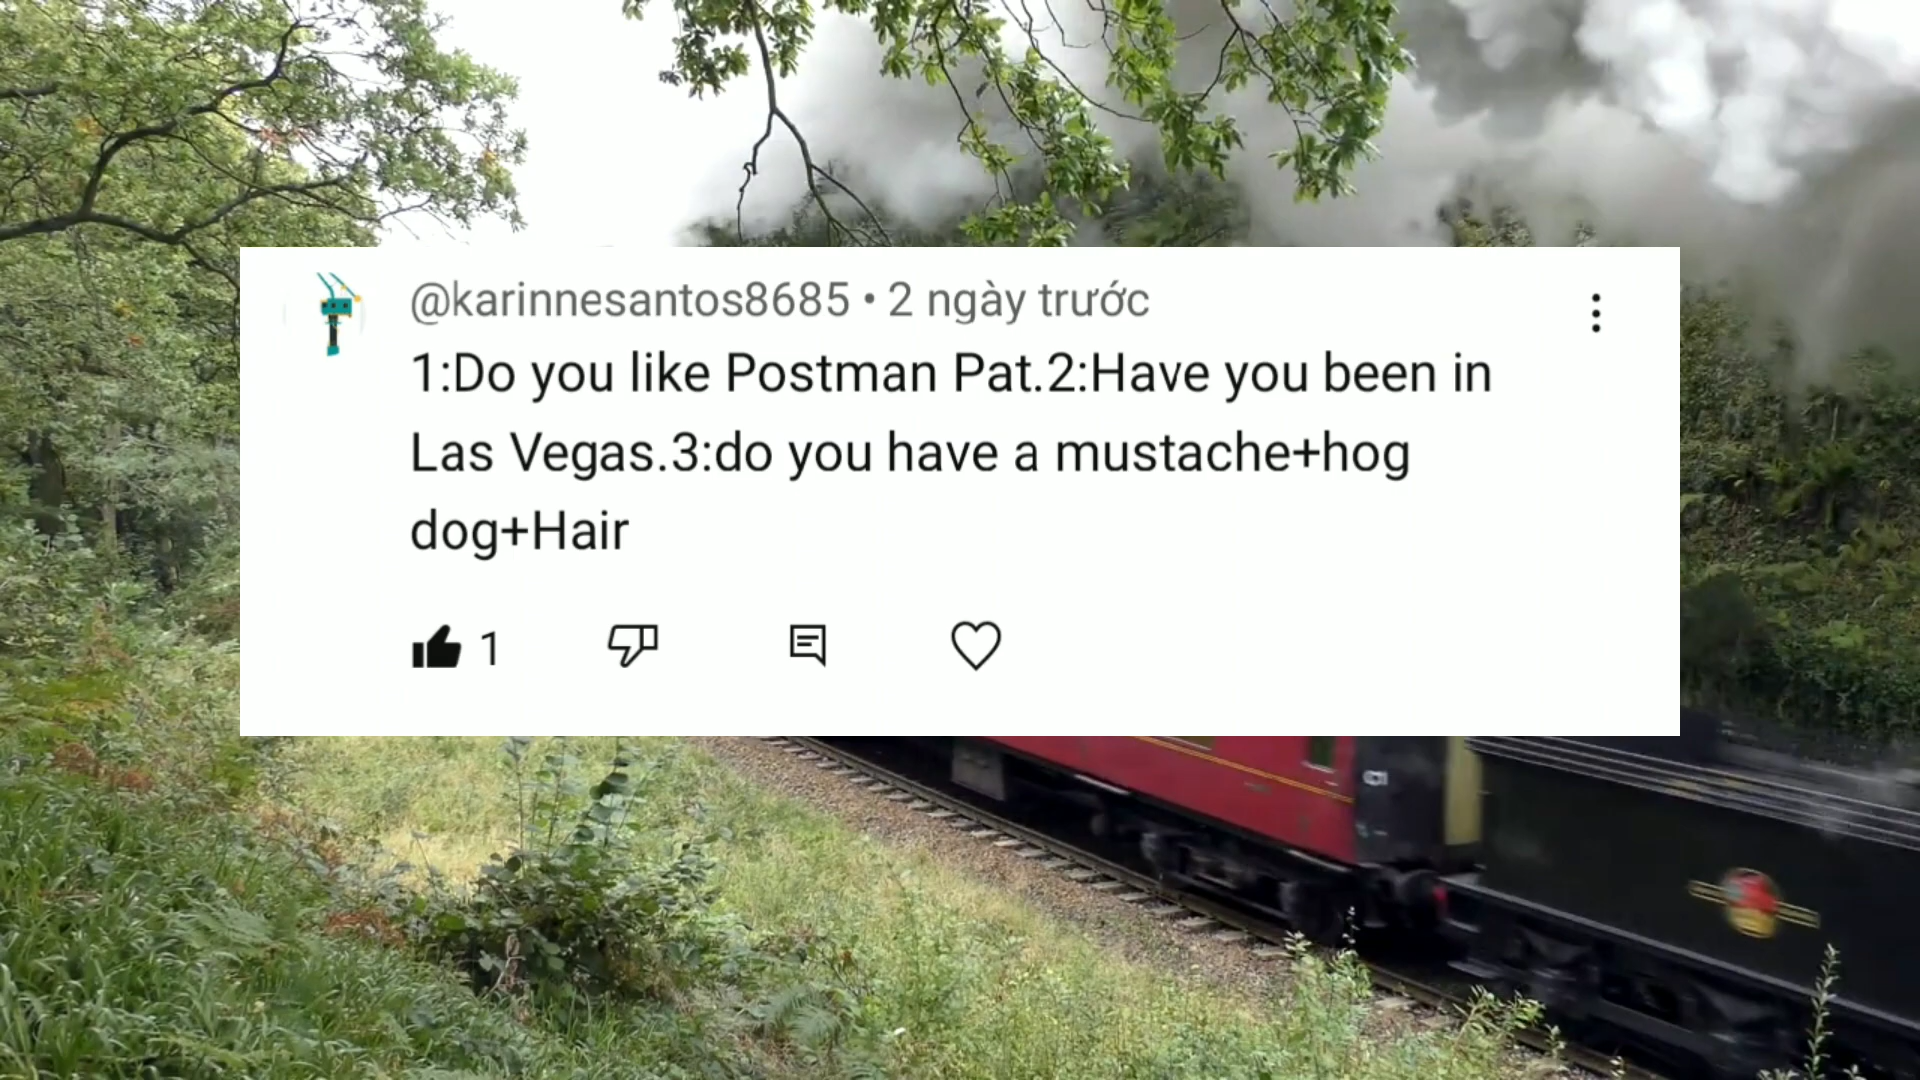 @karinnesantos8685 • 2 ngày trước
1:Do you like Postman Pat.2:Have you been in
Las Vegas.3:do you have a mustache+hog
dog+Hair
1